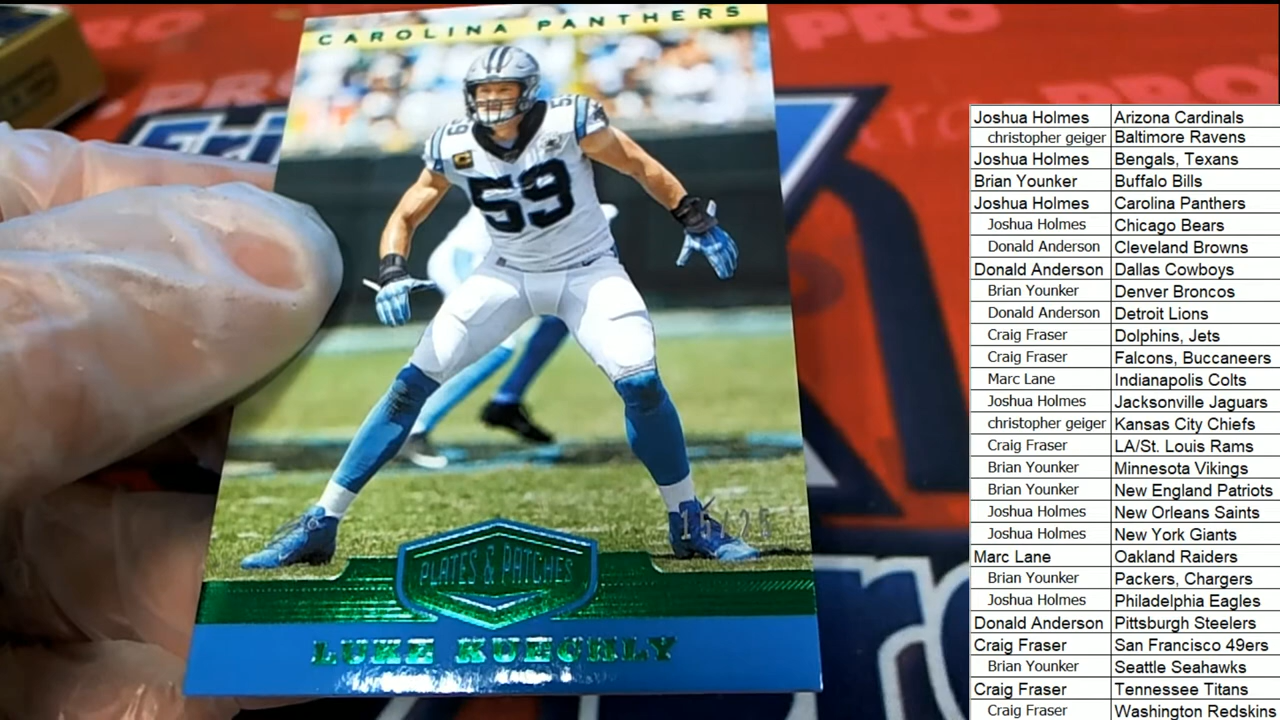 CAROLINA PANTHERS
59
59
59
PLATES & PATCHES
LUKE KUECHLY
PRO
PRO
PRO
Joshua Holmes Arizona Cardinals
christopher geiger Baltimore Ravens
Joshua Holmes Bengals, Texans
Brian Younker Buffalo Bills
Joshua Holmes Carolina Panthers
Joshua Holmes Chicago Bears
Donald Anderson Cleveland Browns
Donald Anderson Dallas Cowboys
Brian Younker Denver Broncos
Donald Anderson Detroit Lions
Craig Fraser Dolphins, Jets
Craig Fraser Falcons, Buccaneers
Marc Lane Indianapolis Colts
Joshua Holmes Jacksonville Jaguars
christopher geiger Kansas City Chiefs
Craig Fraser LA/St. Louis Rams
Brian Younker Minnesota Vikings
Brian Younker New England Patriots
Joshua Holmes New Orleans Saints
Joshua Holmes New York Giants
Marc Lane Oakland Raiders
Brian Younker Packers, Chargers
Joshua Holmes Philadelphia Eagles
Donald Anderson Pittsburgh Steelers
Craig Fraser San Francisco 49ers
Brian Younker Seattle Seahawks
Craig Fraser Tennessee Titans
Craig Fraser Washington Redskins